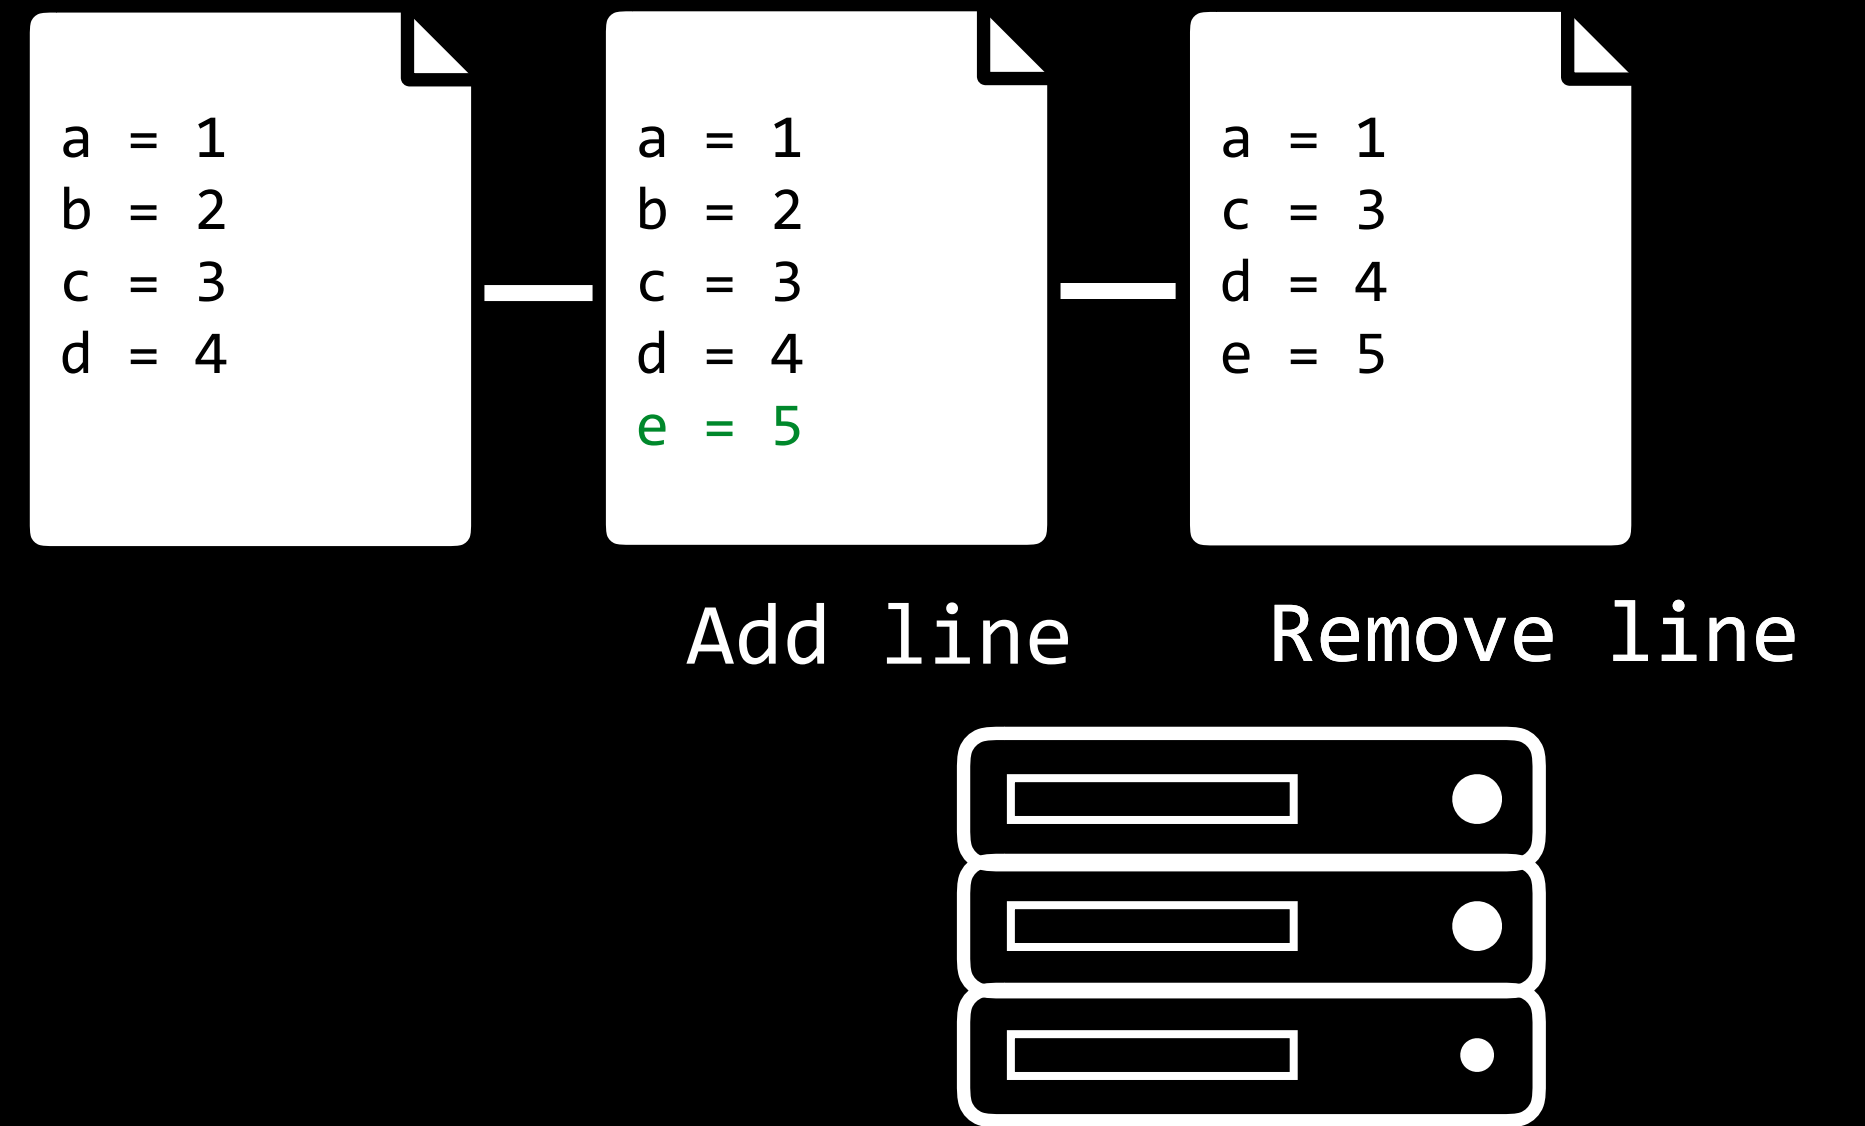 a = 1
b = 2
c = 3
d = 4
a = 1
b = 2
c = 3
d = 4
e = 5
a = 1
c = 3
d = 4
e = 5
Add line
Remove line